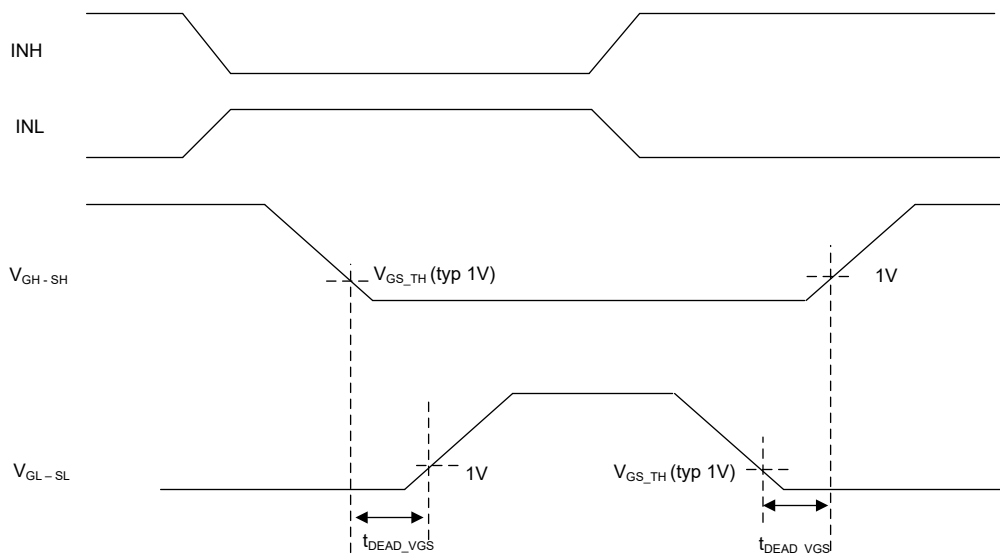 INH
INL
VGH - SH
VGS_TH (typ 1V)
1V
VGL – SL
1V
VGS_TH (typ 1V)
tDEAD_VGS
tDEAD_VGS